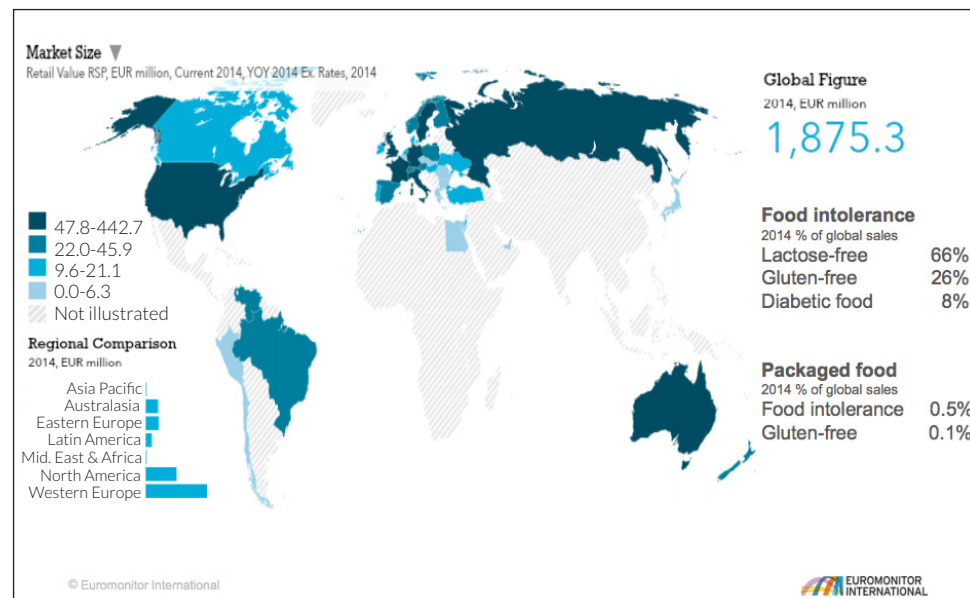 Market Size
Retail Value RSP, EUR million, Current 2014, YOY 2014 Ex. Rates, 2014
47.8-442.7
22.0-45.9
9.6-21.1
0.0-6.3
Not illustrated
Regional Comparison
2014, EUR million
Asia Pacific
Australasia
Eastern Europe
Latin America
Mid. East & Africa
North America
Western Europe
Global Figure
2014, EUR million
1,875.3
Food intolerance
2014 % of global sales
Lactose-free 66%
Gluten-free 26%
Diabetic food 8%
Packaged food
2014 % of global sales
Food intolerance 0.5%
Gluten-free 0.1%
© Euromonitor International
EUROMONITOR
INTERNATIONAL